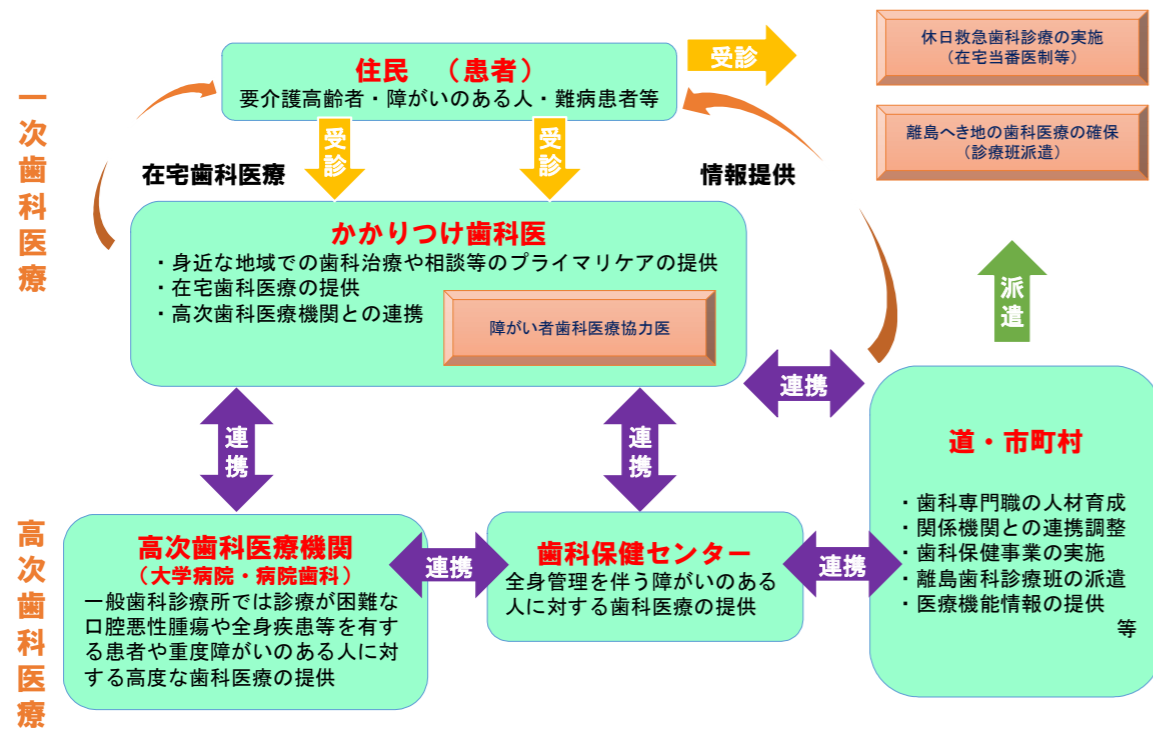 一次歯科医療
住民　（患者）
要介護高齢者・障がいのある人・難病患者等
受診
休日救急歯科診療の実施
（在宅当番医制等）
離島へき地の歯科医療の確保
（診療班派遣）
受診
受診
在宅歯科医療
情報提供
かかりつけ歯科医
・身近な地域での歯科治療や相談等のプライマリケアの提供
・在宅歯科医療の提供
・高次歯科医療機関との連携
障がい者歯科医療協力医
派遣
連携
連携
連携
道・市町村
・歯科専門職の人材育成
・関係機関との連携調整
・歯科保健事業の実施
・離島歯科診療班の派遣
・医療機能情報の提供
等
高次歯科医療
高次歯科医療機関
（大学病院・病院歯科）
一般歯科診療所では診療が困難な
口腔悪性腫瘍や全身疾患等を有す
る患者や重度障がいのある人に対
する高度な歯科医療の提供
連携
歯科保健センター
全身管理を伴う障がいのある
人に対する歯科医療の提供
連携